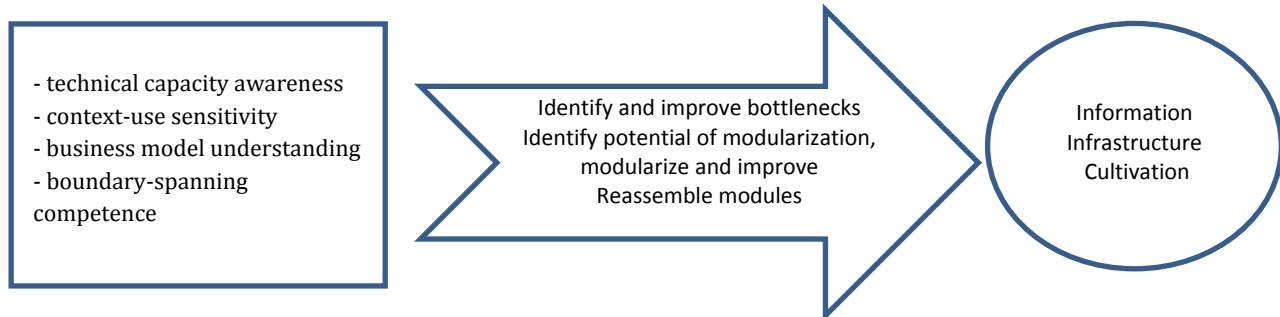 - technical capacity awareness
- context-use sensitivity
- business model understanding
- boundary-spanning
competence
Identify and improve bottlenecks
Identify potential of modularization,
modularize and improve
Reassemble modules
Information
Infrastructure
Cultivation